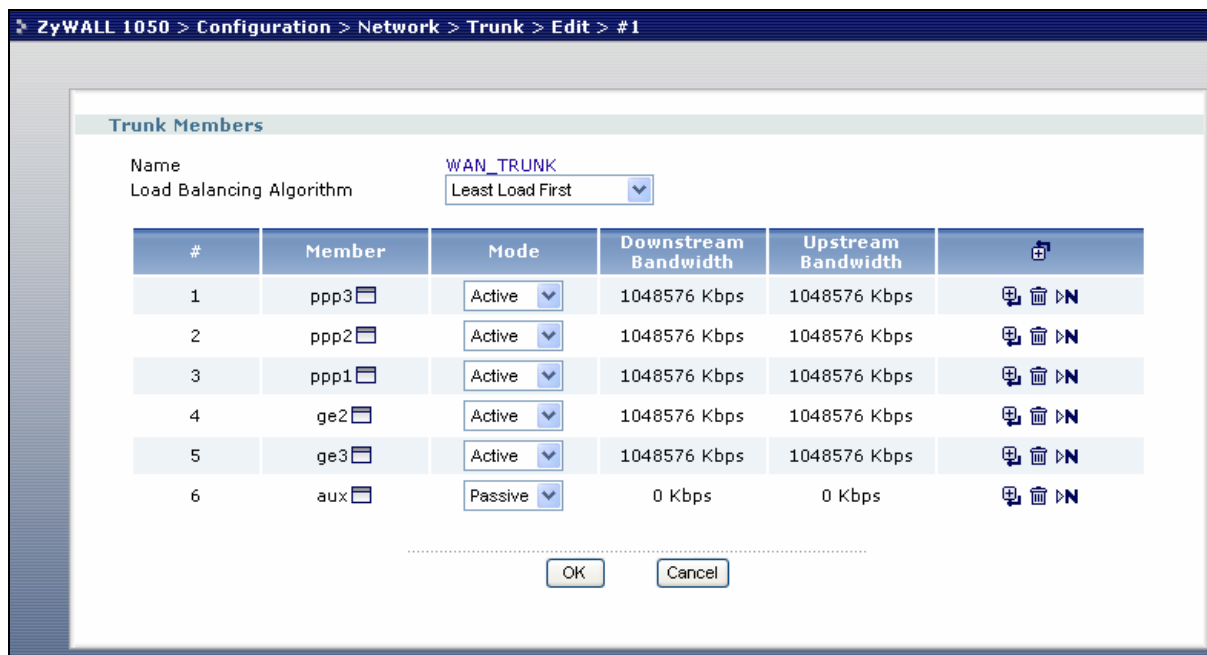 ZyWALL 1050 > Configuration > Network > Trunk > Edit > #1
Trunk Members
Name WAN_TRUNK
Load Balancing Algorithm Least Load First
# Member Mode Downstream Bandwidth Upstream Bandwidth
1 ppp3 Active 1048576 Kbps 1048576 Kbps N
2 ppp2 Active 1048576 Kbps 1048576 Kbps N
3 ppp1 Active 1048576 Kbps 1048576 Kbps N
4 ge2 Active 1048576 Kbps 1048576 Kbps N
5 ge3 Active 1048576 Kbps 1048576 Kbps N
6 aux Passive 0 Kbps 0 Kbps N
OK Cancel